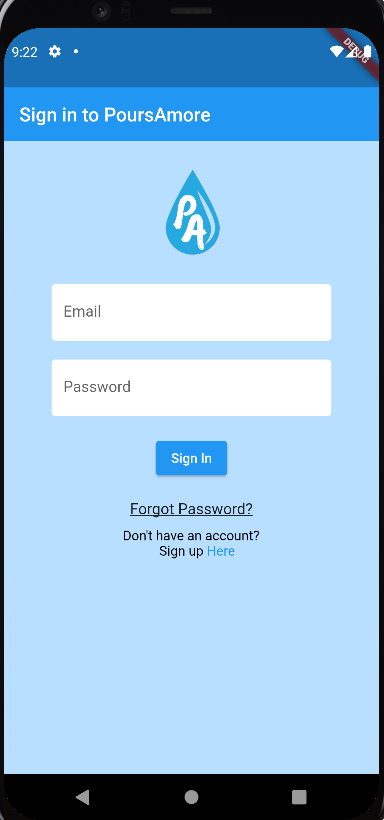 9:22
DEBUG
Sign in to PoursAmore
PA
Email
Password
Sign In
Forgot Password?
Don't have an account?
Sign up Here